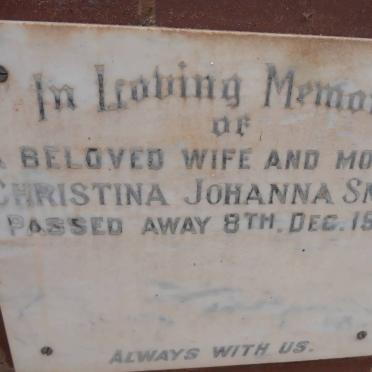 In Loving Memo
OF
A BELOVED WIFE AND MO
CHRISTINA JOHANNA
PASSED AWAY 8TH. DEC. 19
ALWAYS WITH US.